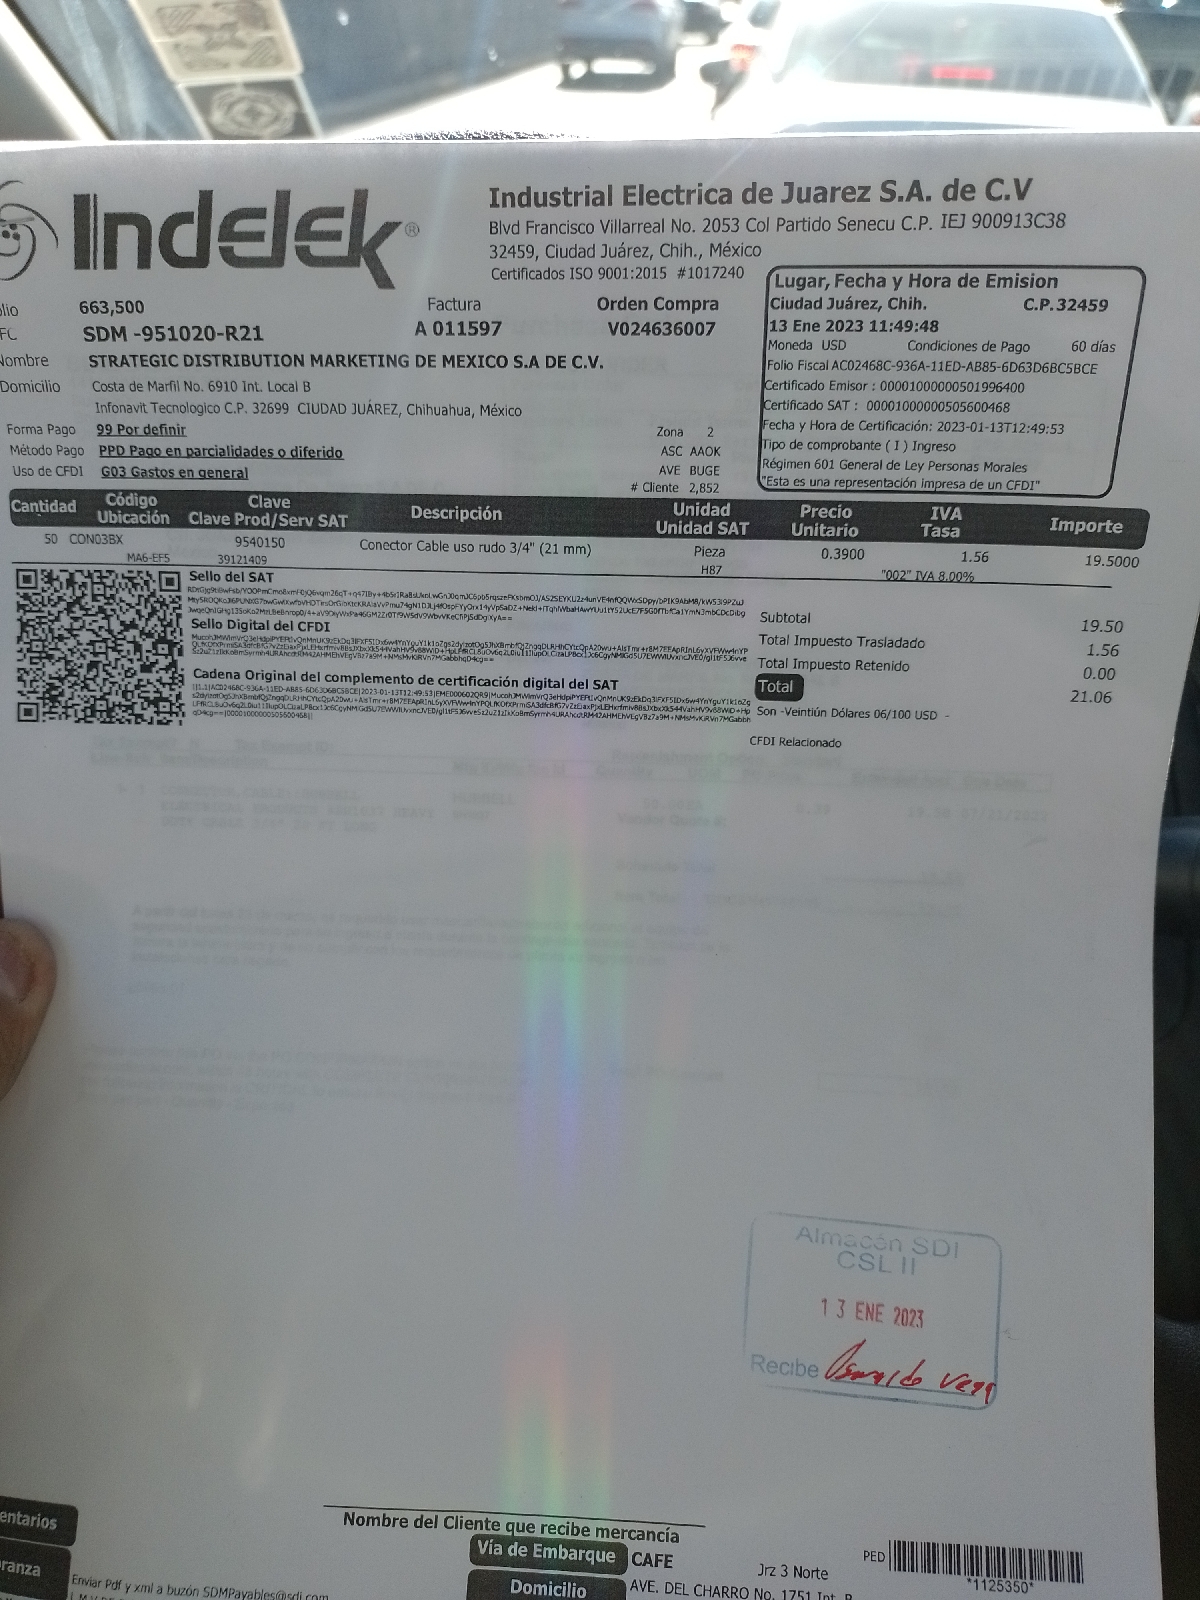 Indelek®
Industrial Electrica de Juarez S.A. de C.V
Blvd Francisco Villarreal No. 2053 Col Partido Senecu C.P. IEJ 900913C38
32459, Ciudad Juárez, Chih., México
Certificados ISO 9001:2015 #1017240
lio 663,500
Factura
Orden Compra
FC SDM -951020-R21
A 011597
V024636007
Nombre STRATEGIC DISTRIBUTION MARKETING DE MEXICO S.A DE C.V.
Domicilio Costa de Marfil No. 6910 Int. Local B
Infonavit Tecnologico C.P. 32699 CIUDAD JUÁREZ, Chihuahua, México
Forma Pago 99 Por definir
Método Pago PPD Pago en parcialidades o diferido
Uso de CFDI G03 Gastos en general
Zona 2
ASC AAOK
AVE BUGE
# Cliente 2,852
Lugar, Fecha y Hora de Emision
Ciudad Juárez, Chih. C.P.32459
13 Ene 2023 11:49:48
Moneda USD Condiciones de Pago 60 días
Folio Fiscal AC02468C-936A-11ED-AB85-6D63D6BC5BCE
Certificado Emisor : 00001000000501996400
Certificado SAT : 00001000000505600468
Fecha y Hora de Certificación: 2023-01-13T12:49:53
Tipo de comprobante ( I ) Ingreso
Régimen 601 General de Ley Personas Morales
"Esta es una representación impresa de un CFDI"
Cantidad Código Ubicación Clave Clave Prod/Serv SAT Descripción Unidad Unidad SAT Precio Unitario IVA Tasa Importe
50 CON03BX 9540150 Conector Cable uso rudo 3/4" (21 mm) Pieza 0.3900 1.56 19.5000
MA6-EF5 39121409 H87 "002" IVA 8.00%
Sello del SAT
Sello Digital del CFDI
Cadena Original del complemento de certificación digital del SAT
Subtotal 19.50
Total Impuesto Trasladado 1.56
Total Impuesto Retenido 0.00
Total 21.06
Son -Veintiún Dólares 06/100 USD -
CFDI Relacionado
Almacén SDI
CSL II
13 ENE 2023
Recibe Osvaldo Vega
Nombre del Cliente que recibe mercancía
entarios
Vía de Embarque CAFE
Jrz 3 Norte
PED
*1125350*
ranza
Enviar Pdf y xml a buzón SDMPayables@sdi.com
Domicilio AVE. DEL CHARRO No. 1751 Int. B